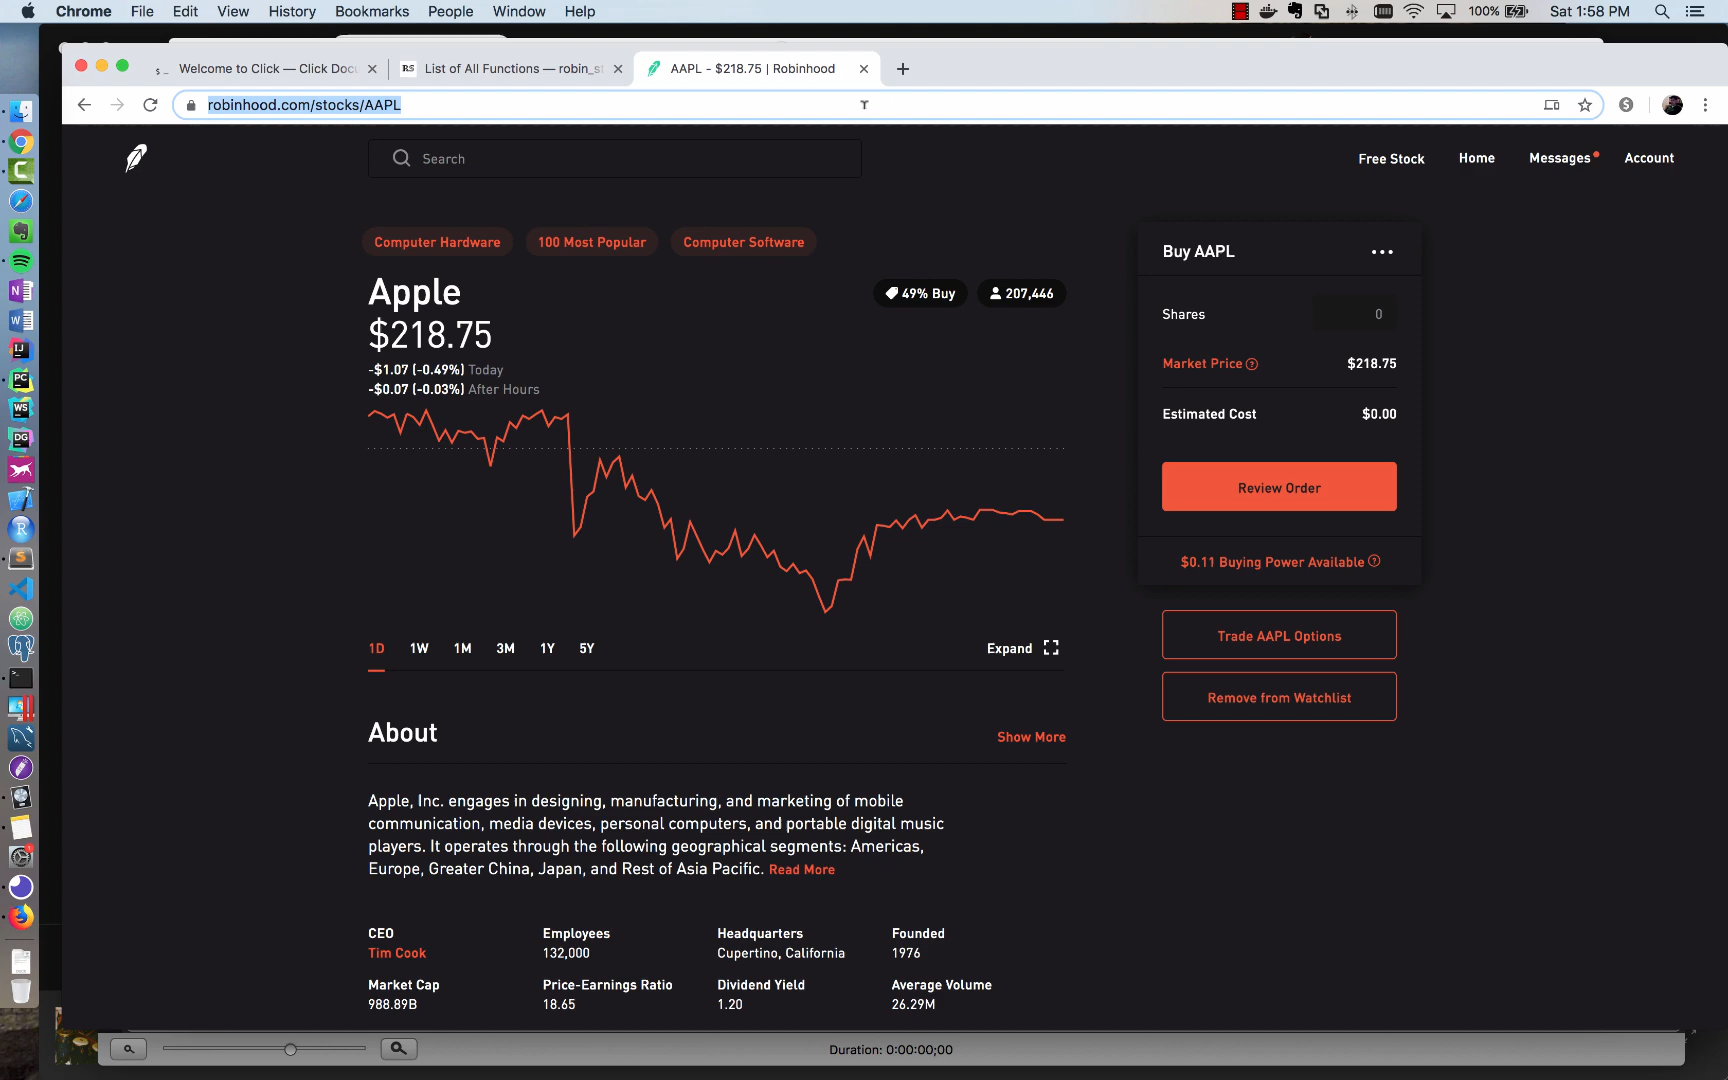 Chrome File Edit View History Bookmarks People Window Help 100% Sat 1:58 PM
Welcome to Click — Click Docu
RS List of All Functions — robin_st
AAPL - $218.75 | Robinhood
robinhood.com/stocks/AAPL
Search
Free Stock Home Messages Account
Computer Hardware 100 Most Popular Computer Software
Apple
49% Buy 207,446
$218.75
-$1.07 (-0.49%) Today
-$0.07 (-0.03%) After Hours
1D 1W 1M 3M 1Y 5Y Expand
Buy AAPL
Shares 0
Market Price $218.75
Estimated Cost $0.00
Review Order
$0.11 Buying Power Available
Trade AAPL Options
Remove from Watchlist
About Show More
Apple, Inc. engages in designing, manufacturing, and marketing of mobile
communication, media devices, personal computers, and portable digital music
players. It operates through the following geographical segments: Americas,
Europe, Greater China, Japan, and Rest of Asia Pacific. Read More
CEO Employees Headquarters Founded
Tim Cook 132,000 Cupertino, California 1976
Market Cap Price-Earnings Ratio Dividend Yield Average Volume
988.89B 18.65 1.20 26.29M
Duration: 0:00:00;00
IJ
PC
WS
DG